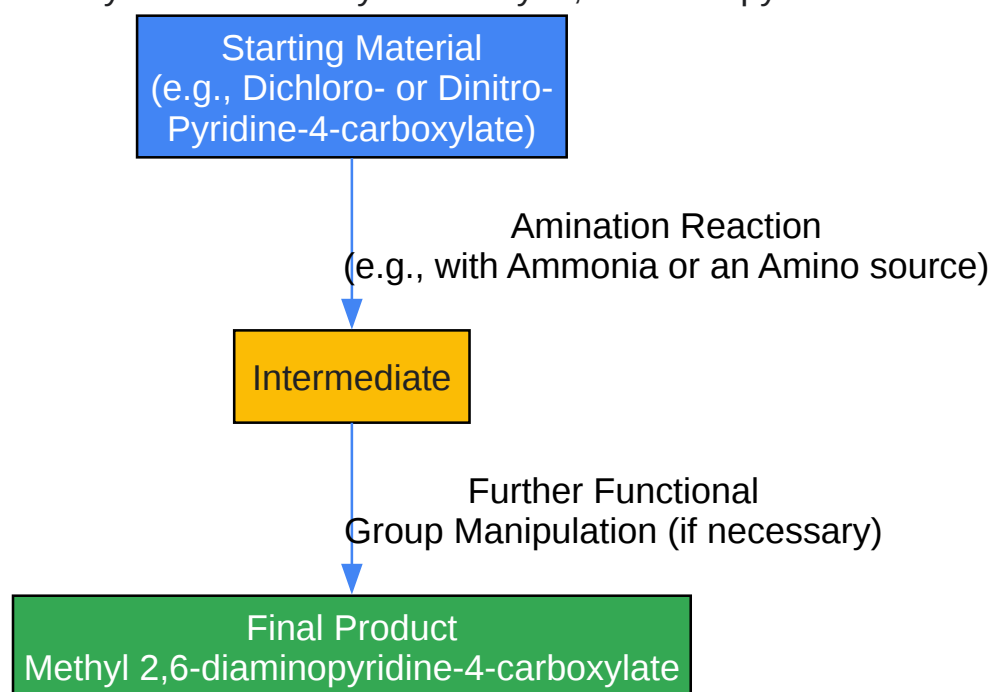 Starting Material
(e.g., Dichloro- or Dinitro-
Pyridine-4-carboxylate)
Amination Reaction
(e.g., with Ammonia or an Amino source)
Intermediate
Further Functional
Group Manipulation (if necessary)
Final Product
Methyl 2,6-diaminopyridine-4-carboxylate